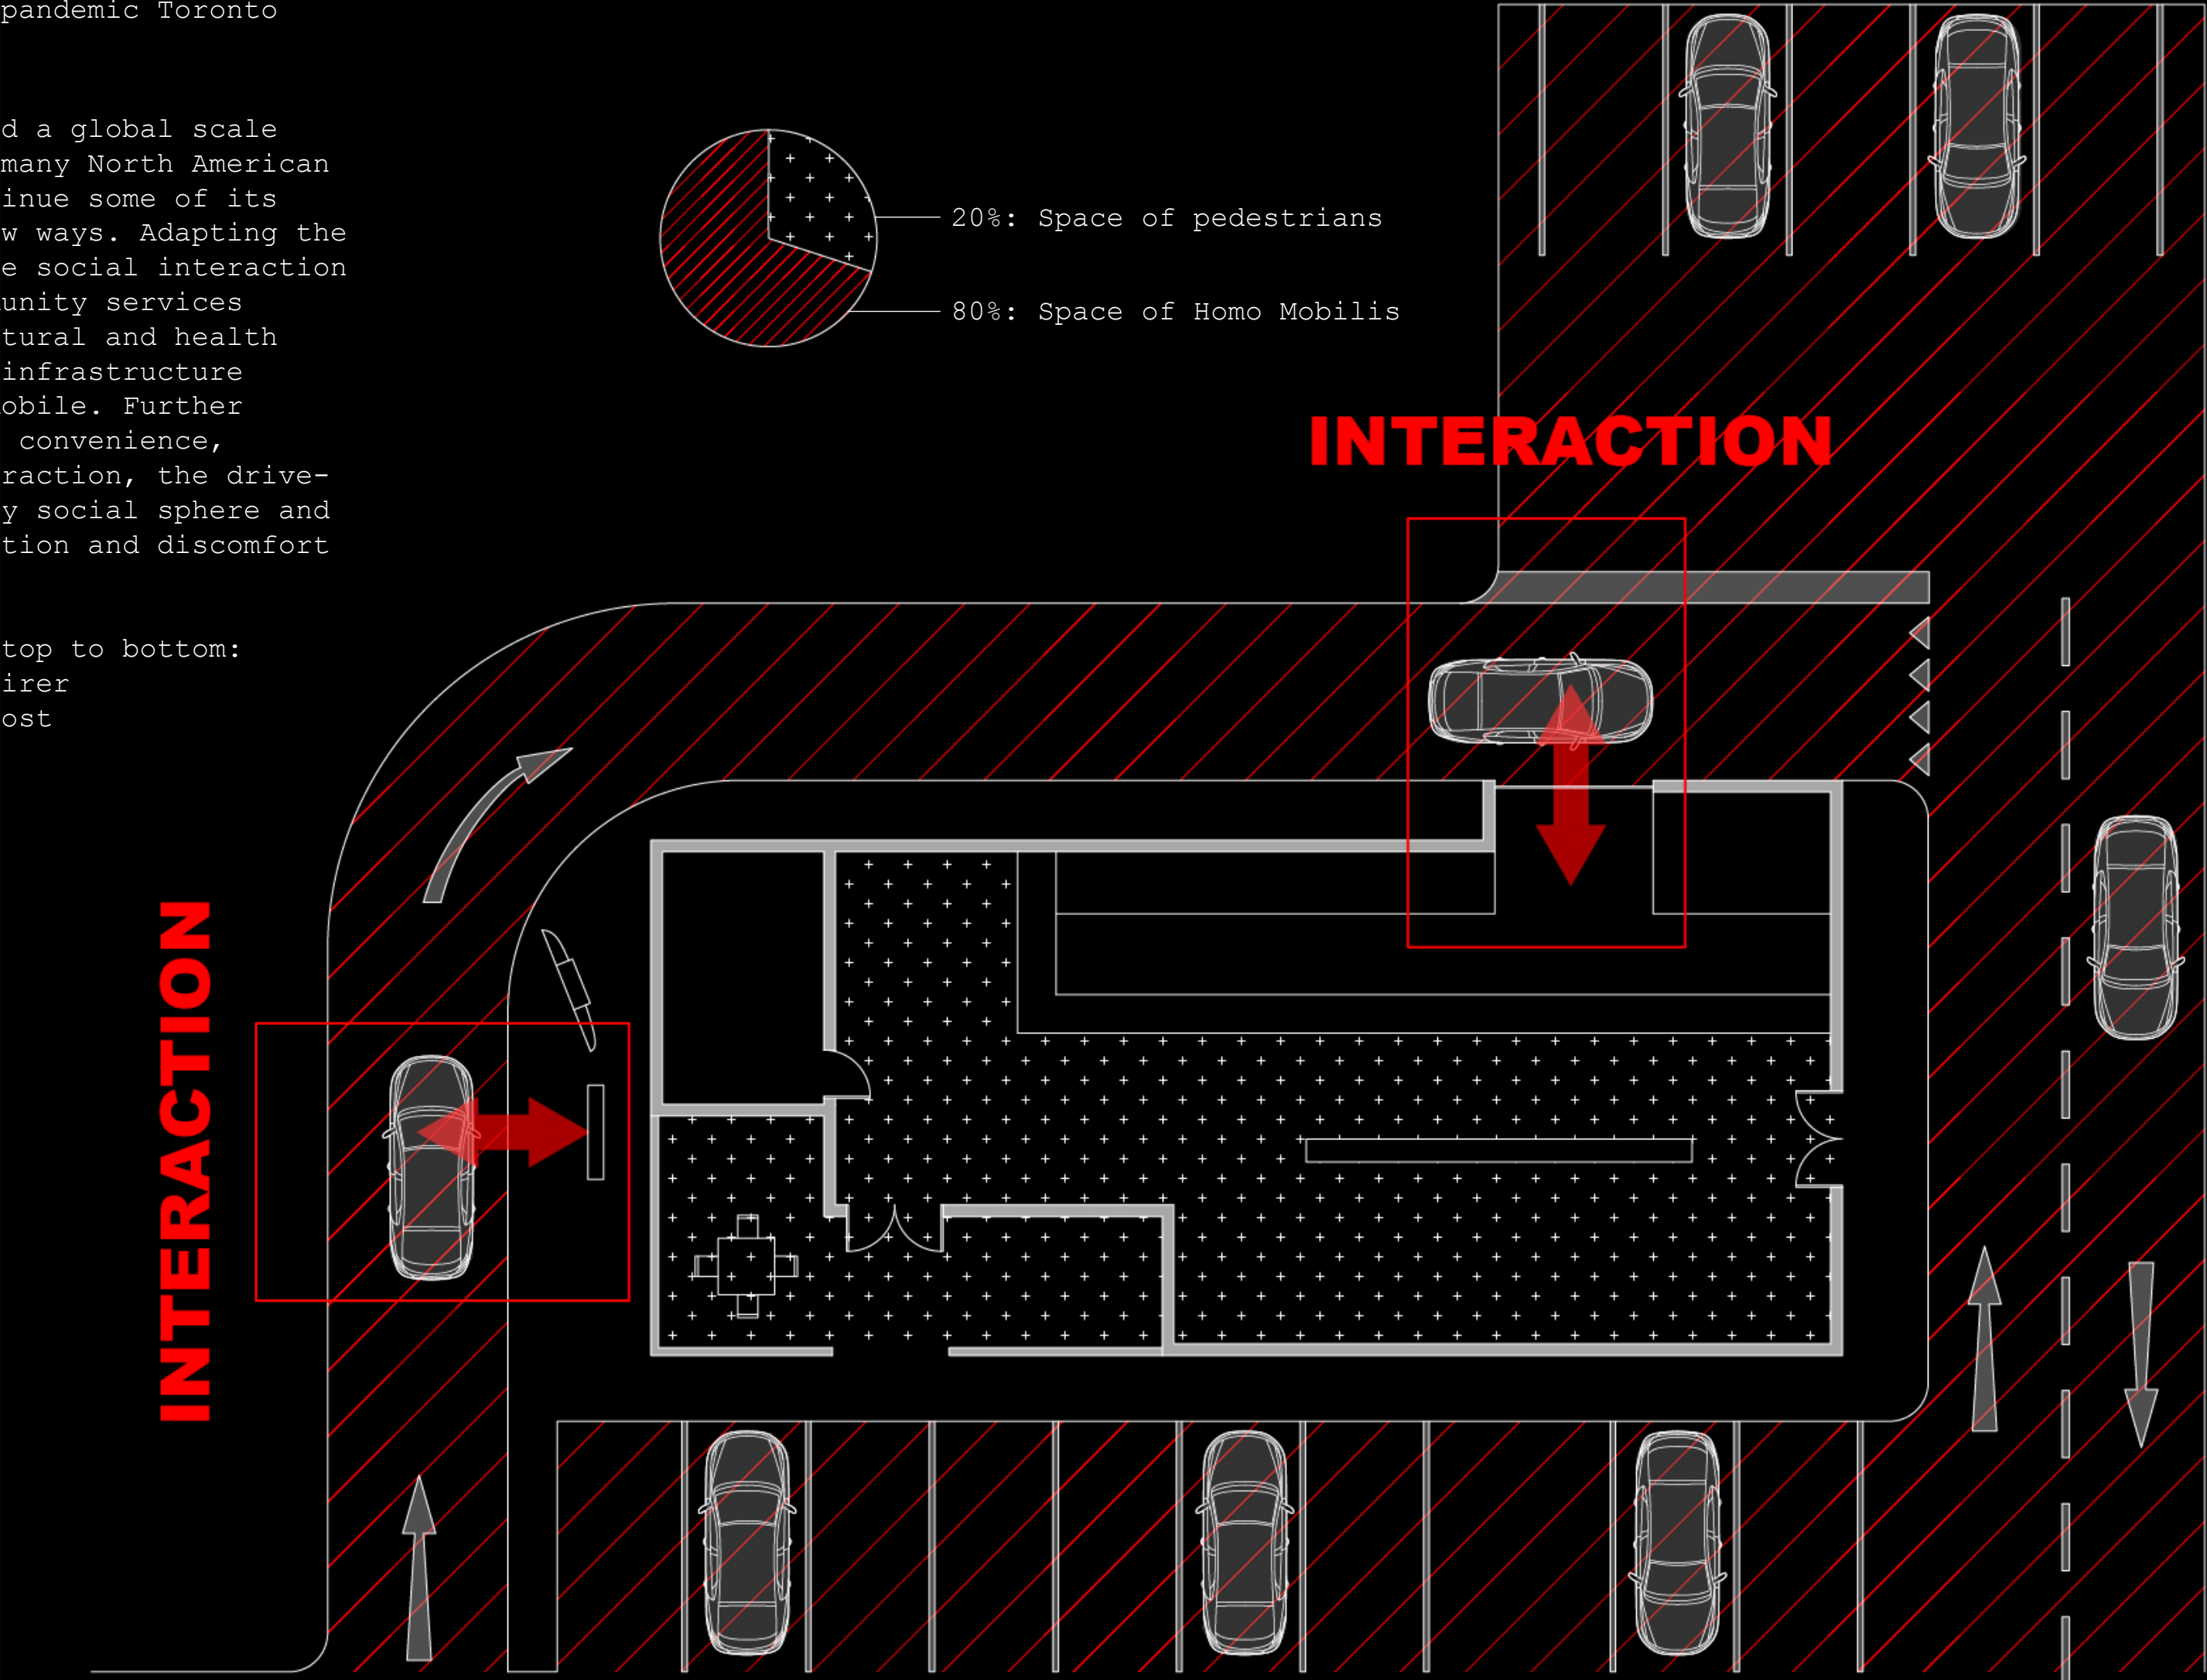 pandemic Toronto
d a global scale
many North American
inue some of its
w ways. Adapting the
e social interaction
unity services
tural and health
infrastructure
obile. Further
convenience,
raction, the drive-
y social sphere and
tion and discomfort
top to bottom:
irer
ost
20%: Space of pedestrians
80%: Space of Homo Mobilis
INTERACTION
INTERACTION